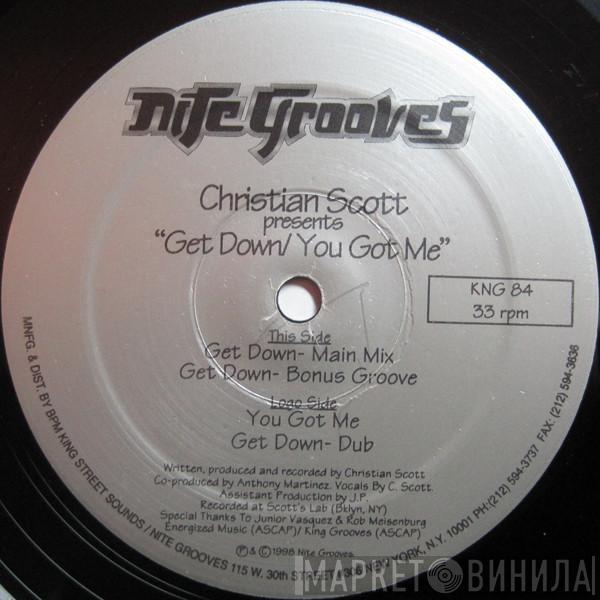 Nite Grooves
Christian Scott
presents
"Get Down/ You Got Me"
KNG 84
33 rpm
This Side
Get Down- Main Mix
Get Down- Bonus Groove
Logo Side
You Got Me
Get Down- Dub
Written, produced and recorded by Christian Scott
Co-produced by Anthony Martinez. Vocals By C. Scott.
Assistant Production by J.P.
Recorded at Scott's Lab (Bklyn, NY)
Special Thanks To Junior Vasquez & Rob Meisenburg
Energized Music (ASCAP)/ King Grooves (ASCAP)
℗ & © 1998 Nite Grooves
MNFG. & DIST. BY BPM KING STREET SOUNDS / NITE GROOVES 115 W. 30th STREET # 306 NEW YORK, N.Y. 10001 PH:(212) 594-3737 FAX: (212) 594-3636
МАРКЕТ ВИНИЛА